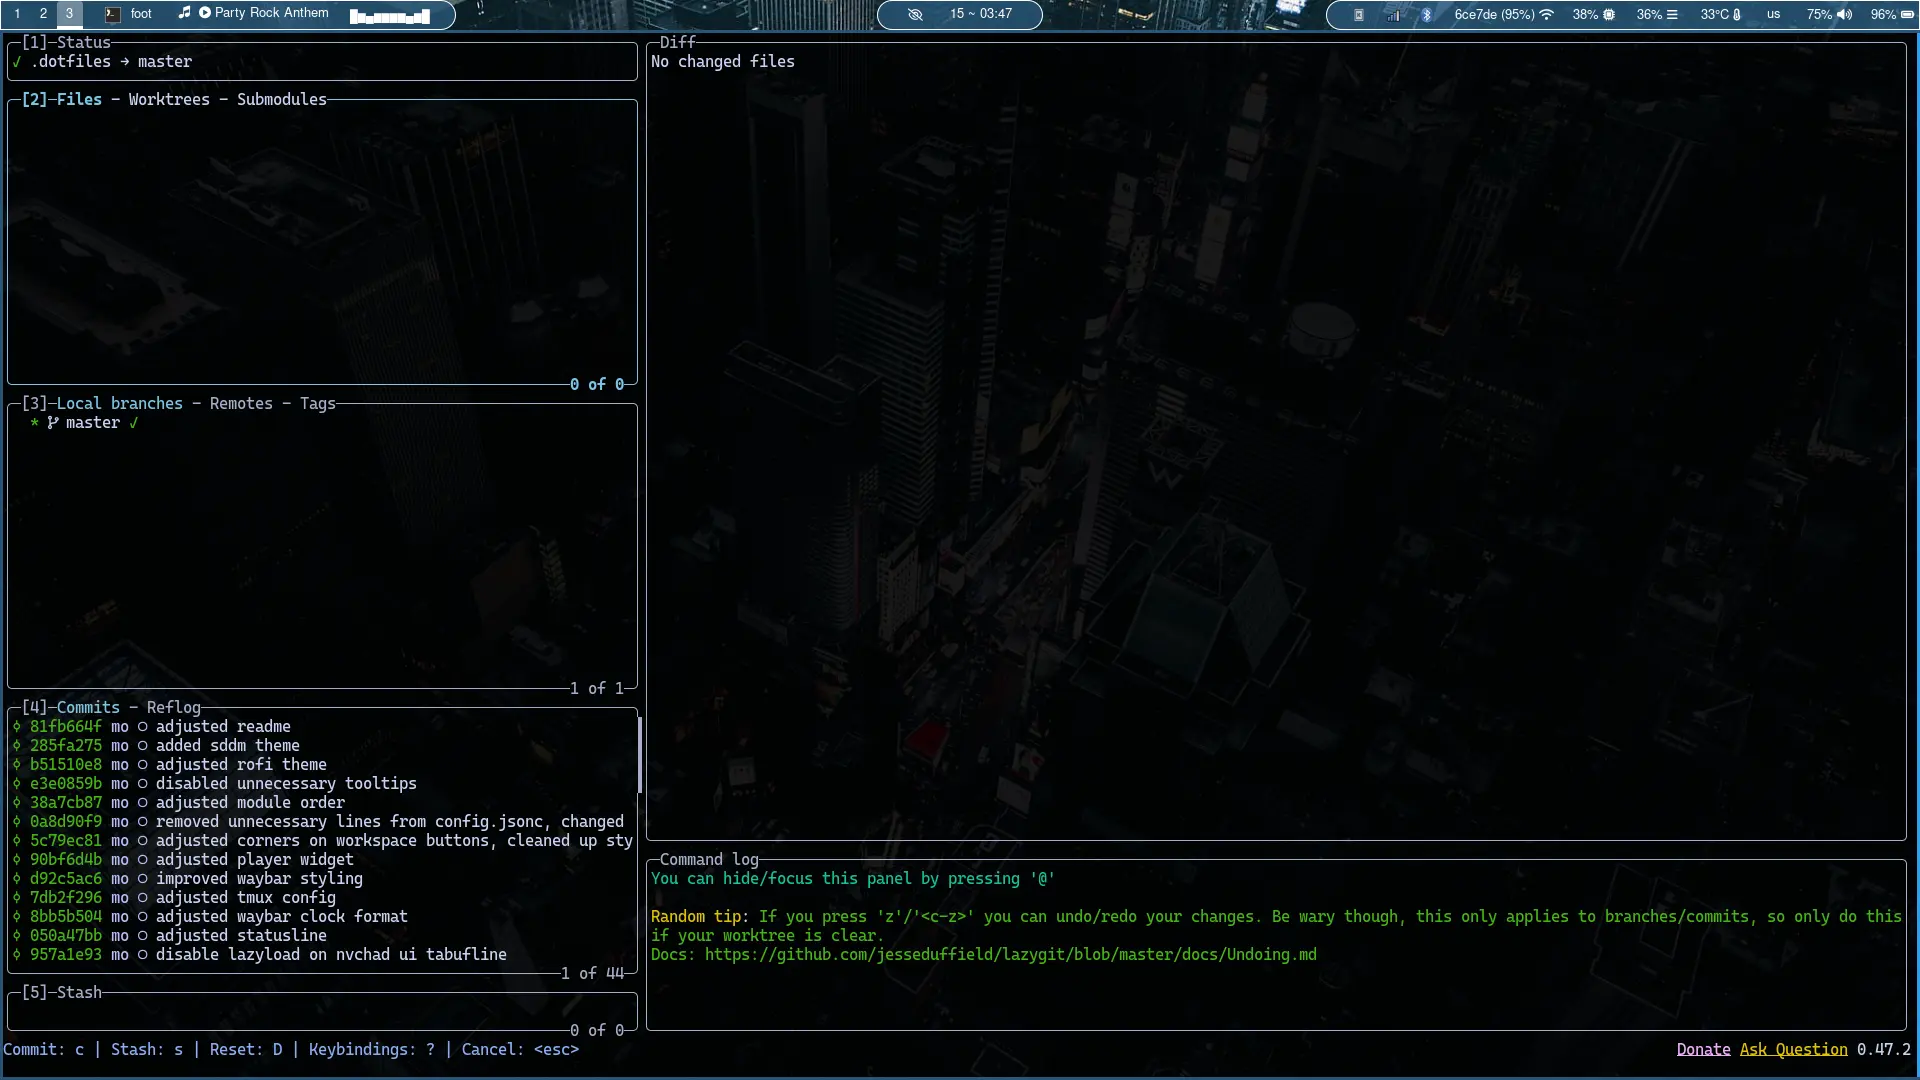 1 2 3 foot Party Rock Anthem 15 ~ 03:47 6ce7de (95%) 38% 36% 33°C us 75% 96%
[1]─Status
✓ .dotfiles → master
[2]─Files - Worktrees - Submodules
0 of 0
[3]─Local branches - Remotes - Tags
* master ✓
1 of 1
[4]─Commits - Reflog
81fb664f mo ○ adjusted readme
285fa275 mo ○ added sddm theme
b51510e8 mo ○ adjusted rofi theme
e3e0859b mo ○ disabled unnecessary tooltips
38a7cb87 mo ○ adjusted module order
0a8d90f9 mo ○ removed unnecessary lines from config.jsonc, changed
5c79ec81 mo ○ adjusted corners on workspace buttons, cleaned up sty
90bf6d4b mo ○ adjusted player widget
d92c5ac6 mo ○ improved waybar styling
7db2f296 mo ○ adjusted tmux config
8bb5b504 mo ○ adjusted waybar clock format
050a47bb mo ○ adjusted statusline
957a1e93 mo ○ disable lazyload on nvchad ui tabufline
1 of 44
[5]─Stash
0 of 0
Diff
No changed files
Command log
You can hide/focus this panel by pressing '@'
Random tip: If you press 'z'/'<c-z>' you can undo/redo your changes. Be wary though, this only applies to branches/commits, so only do this
if your worktree is clear.
Docs: https://github.com/jesseduffield/lazygit/blob/master/docs/Undoing.md
Commit: c | Stash: s | Reset: D | Keybindings: ? | Cancel: <esc>
Donate Ask Question 0.47.2